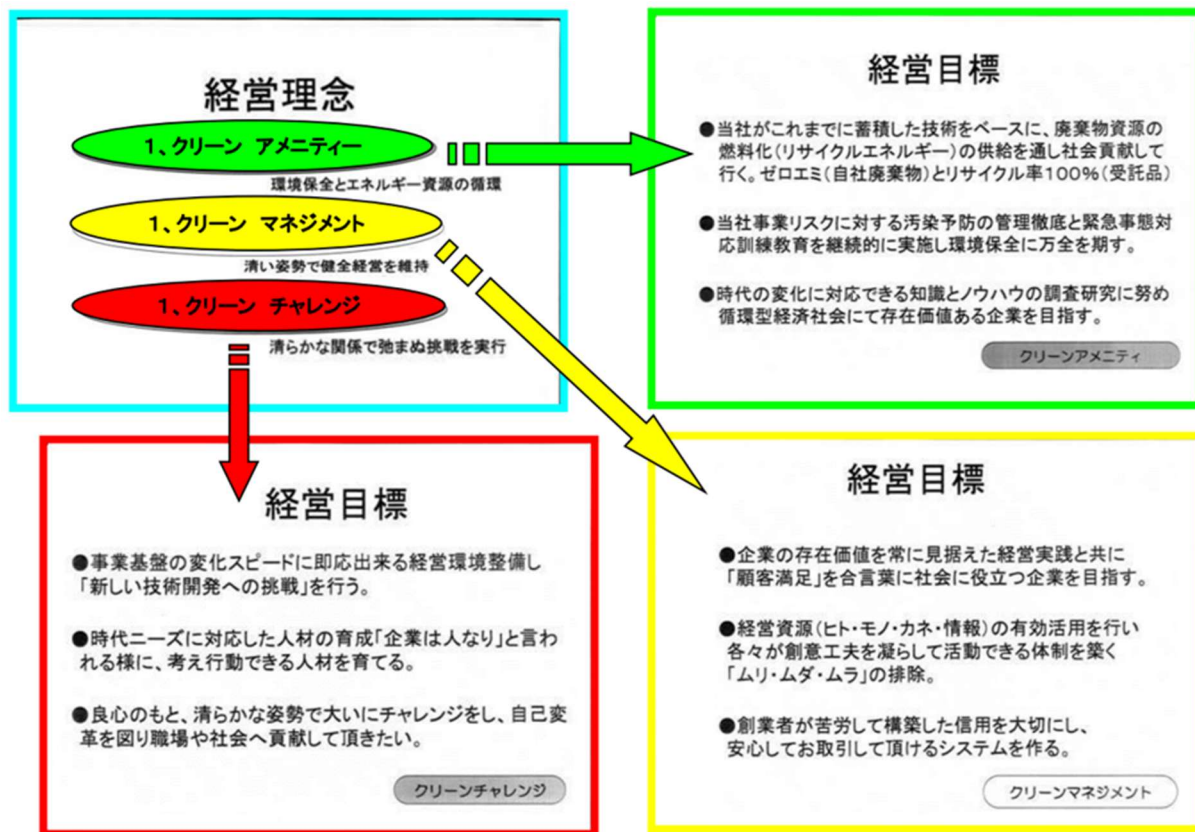 経営理念
1、クリーン アメニティー
環境保全とエネルギー資源の循環
1、クリーン マネジメント
清い姿勢で健全経営を維持
1、クリーン チャレンジ
清らかな関係で弛まぬ挑戦を実行
経営目標
●当社がこれまでに蓄積した技術をベースに、廃棄物資源の
燃料化(リサイクルエネルギー)の供給を通し社会貢献して
行く。ゼロエミ(自社廃棄物)とリサイクル率100%(受託品)
●当社事業リスクに対する汚染予防の管理徹底と緊急事態対
応訓練教育を継続的に実施し環境保全に万全を期す。
●時代の変化に対応できる知識とノウハウの調査研究に努め
循環型経済社会にて存在価値ある企業を目指す。
クリーンアメニティ
経営目標
●事業基盤の変化スピードに即応出来る経営環境整備し
「新しい技術開発への挑戦」を行う。
●時代ニーズに対応した人材の育成「企業は人なり」と言わ
れる様に、考え行動できる人材を育てる。
●良心のもと、清らかな姿勢で大いにチャレンジをし、自己変
革を図り職場や社会へ貢献して頂きたい。
クリーンチャレンジ
経営目標
●企業の存在価値を常に見据えた経営実践と共に
「顧客満足」を合言葉に社会に役立つ企業を目指す。
●経営資源(ヒト・モノ・カネ・情報)の有効活用を行い
各々が創意工夫を凝らして活動できる体制を築く
「ムリ・ムダ・ムラ」の排除。
●創業者が苦労して構築した信用を大切にし、
安心してお取引して頂けるシステムを作る。
クリーンマネジメント